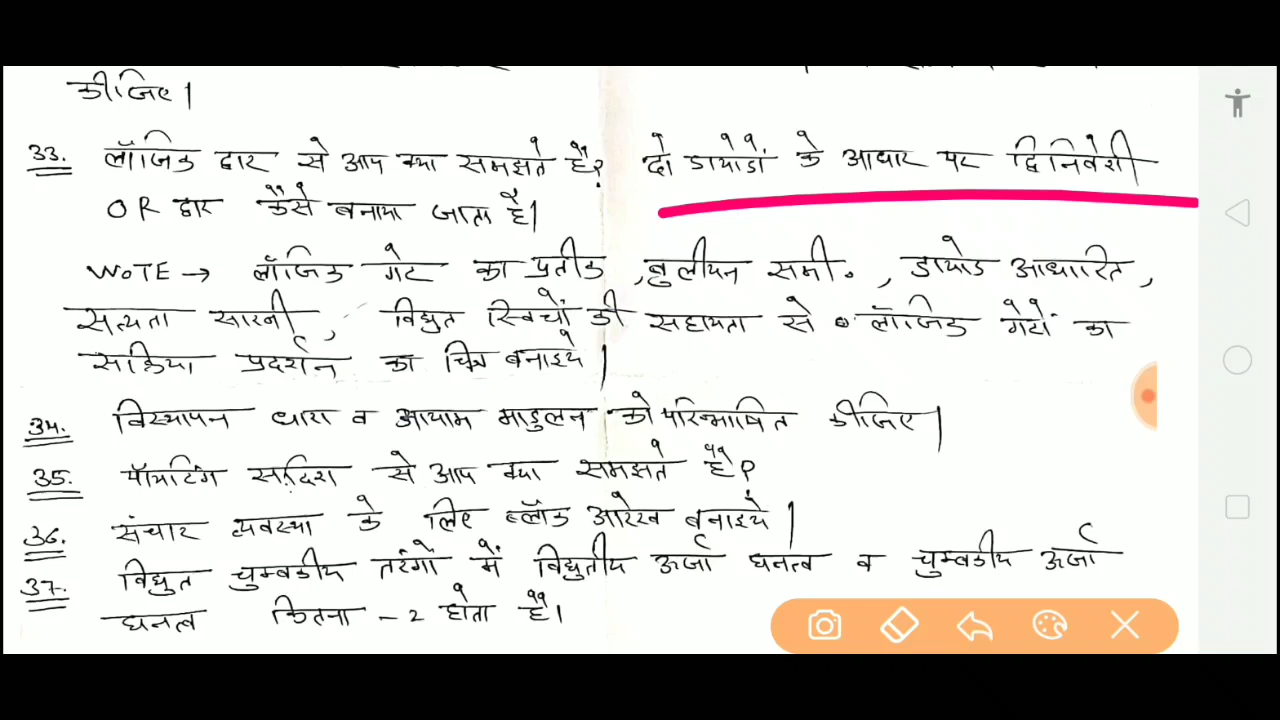 कीजिए।
33. लॉजिक द्वार से आप क्या समझते हैं? दो डायोडों के आधार पर द्विनिवेशी
OR द्वार कैसे बनाया जाता है।
NOTE → लॉजिक गेट का प्रतीक, बुलीयन समी., डायोड आधारित,
सत्यता सारनी, विद्युत स्विचों की सहायता से लॉजिक गेटों का
सक्रिया प्रदर्शन का चित्र बनाइये।
34. विस्थापन धारा व आयाम माडुलन को परिभाषित कीजिए।
35. पॉयटिंग सदिश से आप क्या समझते है?
36. संचार व्यवस्था के लिए ब्लॉक आरेख बनाइये।
37. विद्युत चुम्बकीय तरंगो में विद्युतीय ऊर्जा घनत्व व चुम्बकीय ऊर्जा
घनत्व कितना - 2 होता है।